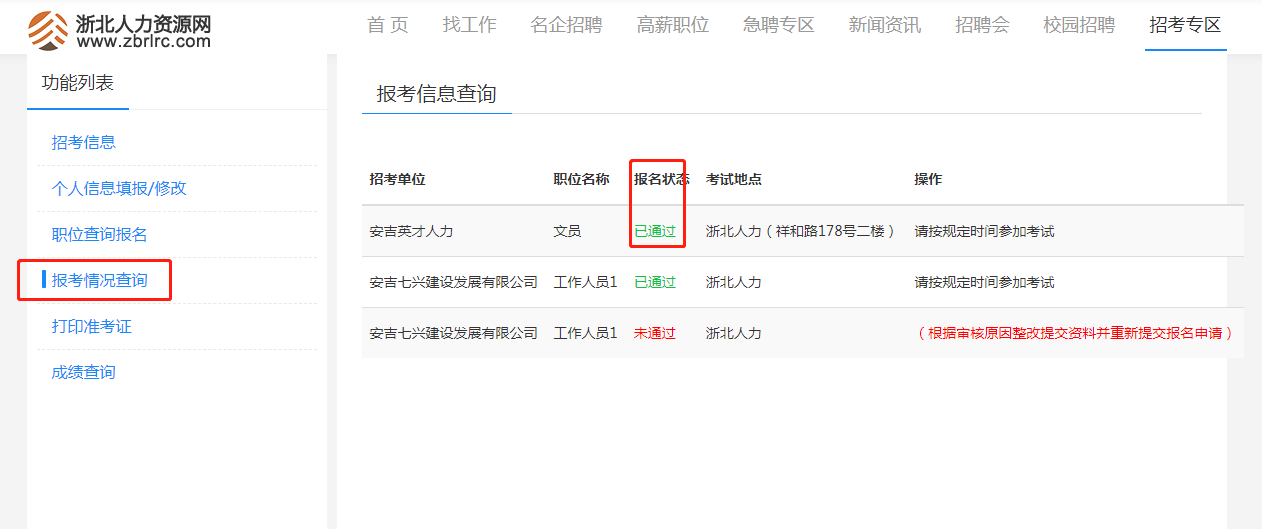 浙北人力资源网
www.zbrlrc.com
首 页 找工作 名企招聘 高薪职位 急聘专区 新闻资讯 招聘会 校园招聘 招考专区
功能列表
招考信息
个人信息填报/修改
职位查询报名
报考情况查询
打印准考证
成绩查询
报考信息查询
招考单位 职位名称 报名状态 考试地点 操作
安吉英才人力 文员 已通过 浙北人力（祥和路178号二楼） 请按规定时间参加考试
安吉七兴建设发展有限公司 工作人员1 已通过 浙北人力 请按规定时间参加考试
安吉七兴建设发展有限公司 工作人员1 未通过 浙北人力 （根据审核原因整改提交资料并重新提交报名申请）